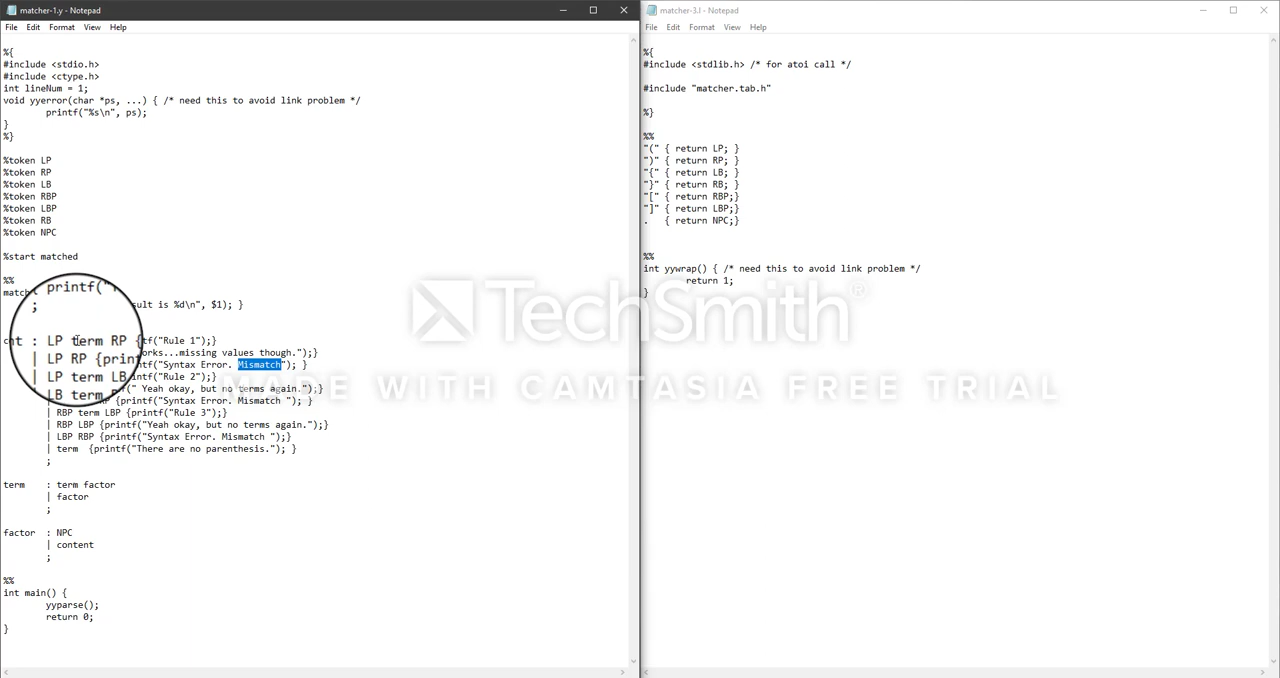 matcher-1.y - Notepad
File Edit Format View Help
%{
#include <stdio.h>
#include <ctype.h>
int lineNum = 1;
void yyerror(char *ps, ...) { /* need this to avoid link problem */
printf("%s\n", ps);
}
%}
%token LP
%token RP
%token LB
%token RBP
%token LBP
%token RB
%token NPC
%start matched
%%
printf("
; sult is %d\n", $1); }
: LP term RP { tf("Rule 1");}
| LP RP {print orks...missing values though.");}
| LP term LB intf("Syntax Error. Mismatch"); }
LB term intf("Rule 2");}
f(" Yeah okay, but no terms again.");}
{printf("Syntax Error. Mismatch "); }
| RBP term LBP {printf("Rule 3");}
| RBP LBP {printf("Yeah okay, but no terms again.");}
| LBP RBP {printf("Syntax Error. Mismatch ");}
| term {printf("There are no parenthesis."); }
;
term : term factor
| factor
;
factor : NPC
| content
;
%%
int main() {
yyparse();
return 0;
}
matcher-3.l - Notepad
File Edit Format View Help
%{
#include <stdlib.h> /* for atoi call */
#include "matcher.tab.h"
%}
%%
"(" { return LP; }
")" { return RP; }
"{" { return LB; }
"}" { return RB; }
"[" { return RBP;}
"]" { return LBP;}
. { return NPC;}
%%
int yywrap() { /* need this to avoid link problem */
return 1;
}
TechSmith®
MADE WITH CAMTASIA FREE TRIAL